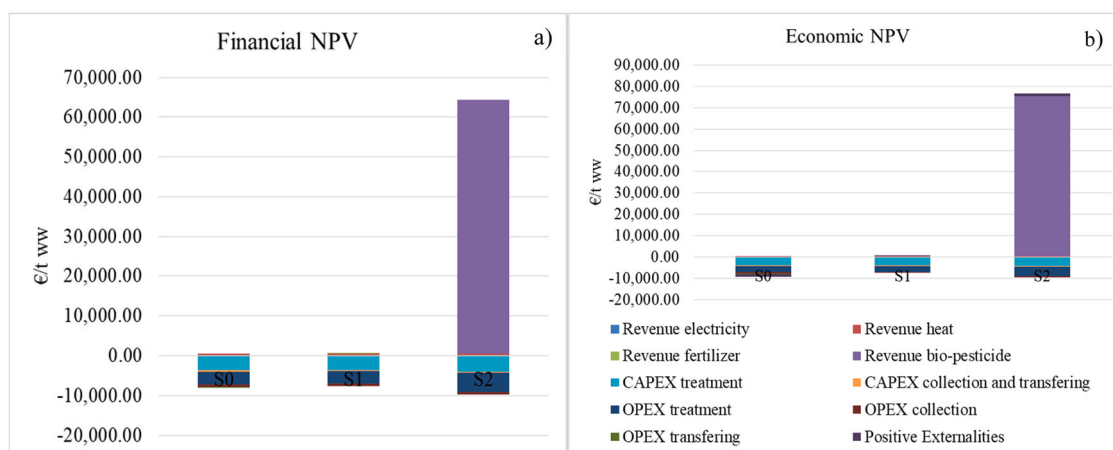 Financial NPV
a)
70,000.00
60,000.00
50,000.00
40,000.00
30,000.00
20,000.00
10,000.00
0.00
-10,000.00
-20,000.00
€/t ww
S0
S1
S2
Economic NPV
b)
90,000.00
80,000.00
70,000.00
60,000.00
50,000.00
40,000.00
30,000.00
20,000.00
10,000.00
0.00
-10,000.00
-20,000.00
€/t ww
S0
S1
S2
Revenue electricity
Revenue heat
Revenue fertilizer
Revenue bio-pesticide
CAPEX treatment
CAPEX collection and transfering
OPEX treatment
OPEX collection
OPEX transfering
Positive Externalities